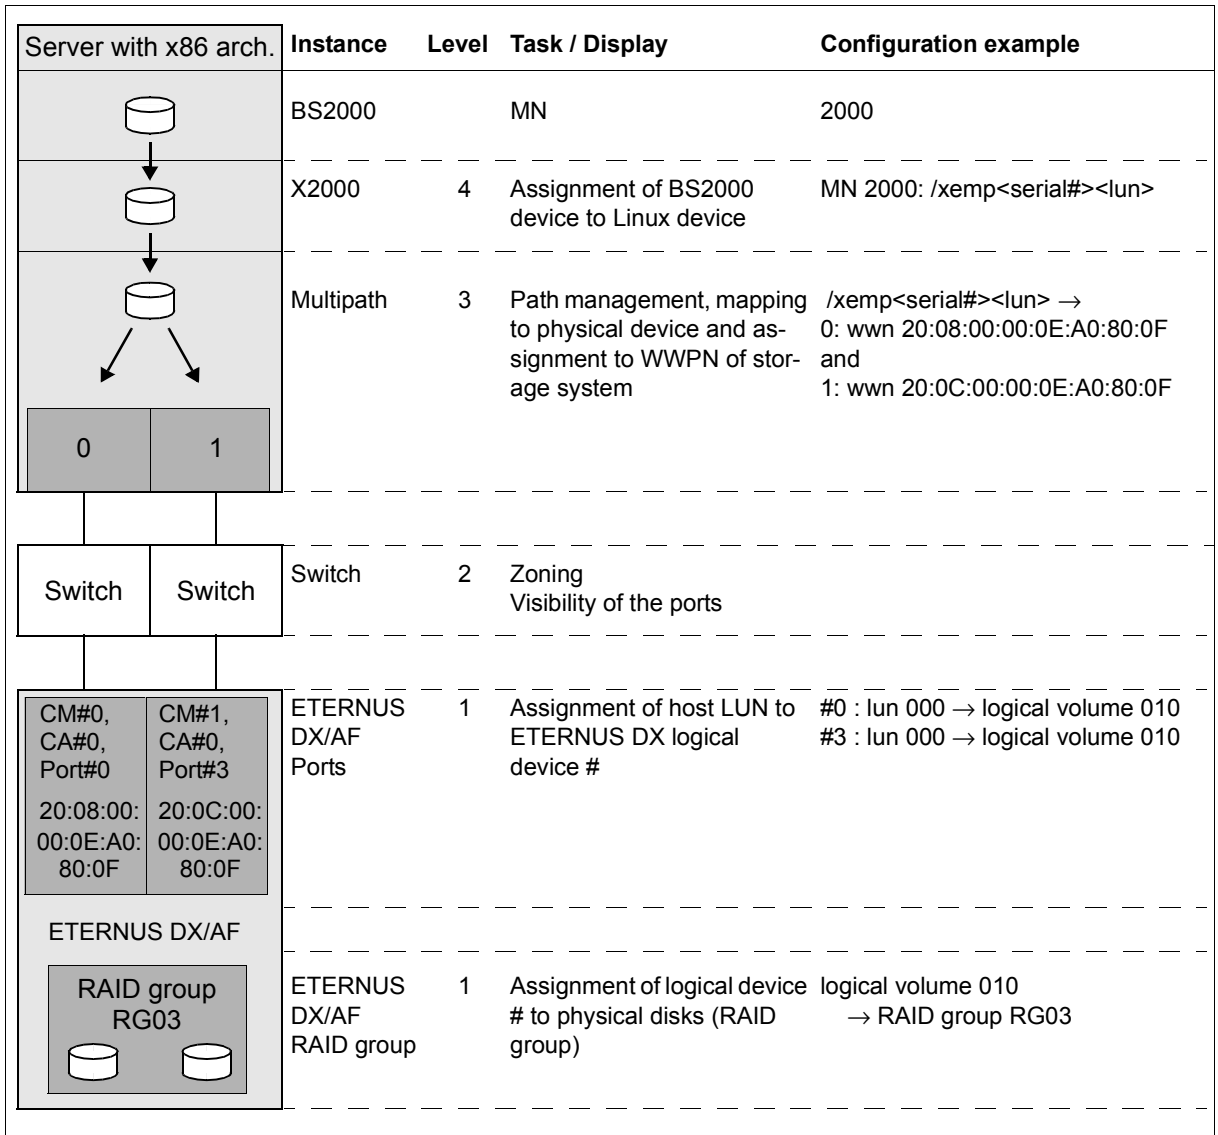 Server with x86 arch.
Instance Level Task / Display Configuration example
BS2000 MN 2000
X2000 4 Assignment of BS2000 MN 2000: /xemp<serial#><lun>
device to Linux device
Multipath 3 Path management, mapping /xemp<serial#><lun> →
to physical device and as- 0: wwn 20:08:00:00:0E:A0:80:0F
signment to WWPN of stor- and
age system 1: wwn 20:0C:00:00:0E:A0:80:0F
0 1
Switch Switch
Switch 2 Zoning
Visibility of the ports
CM#0,
CA#0,
Port#0
20:08:00:
00:0E:A0:
80:0F
CM#1,
CA#0,
Port#3
20:0C:00:
00:0E:A0:
80:0F
ETERNUS 1 Assignment of host LUN to #0 : lun 000 → logical volume 010
DX/AF ETERNUS DX logical #3 : lun 000 → logical volume 010
Ports device #
ETERNUS DX/AF
RAID group
RG03
ETERNUS 1 Assignment of logical device logical volume 010
DX/AF # to physical disks (RAID → RAID group RG03
RAID group group)